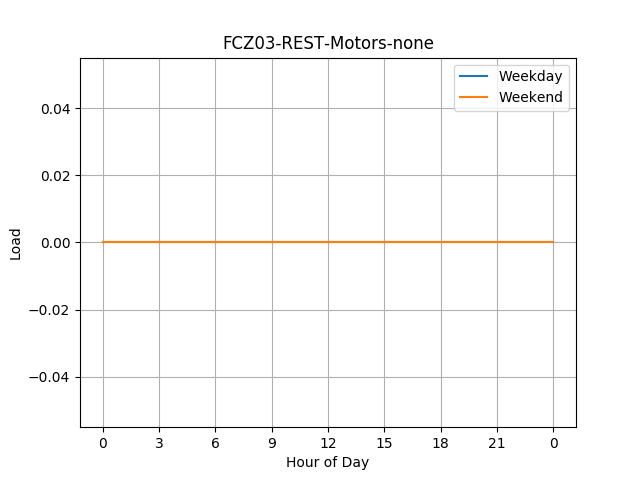 FCZ03-REST-Motors-none
Weekday
Weekend
0.04
0.02
0.00
−0.02
−0.04
Load
0 3 6 9 12 15 18 21 0
Hour of Day